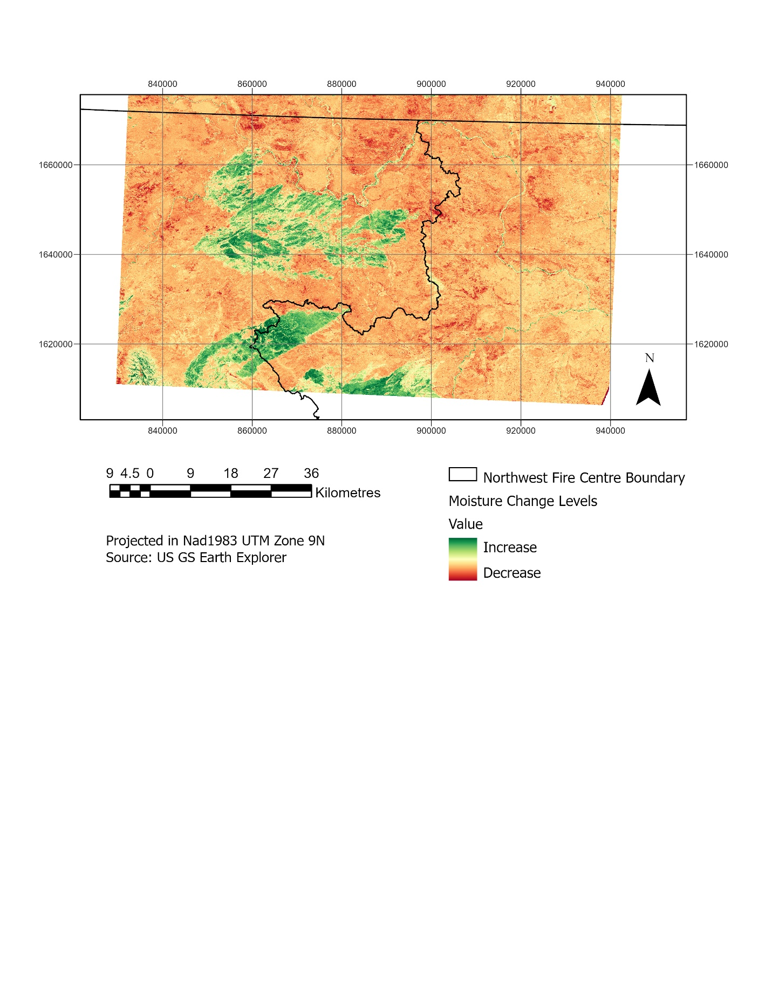 840000 860000 880000 900000 920000 940000
1660000 1660000
1640000 1640000
1620000 1620000
N
840000 860000 880000 900000 920000 940000
9 4.5 0 9 18 27 36
Kilometres
Northwest Fire Centre Boundary
Moisture Change Levels
Value
Increase
Decrease
Projected in Nad1983 UTM Zone 9N
Source: US GS Earth Explorer